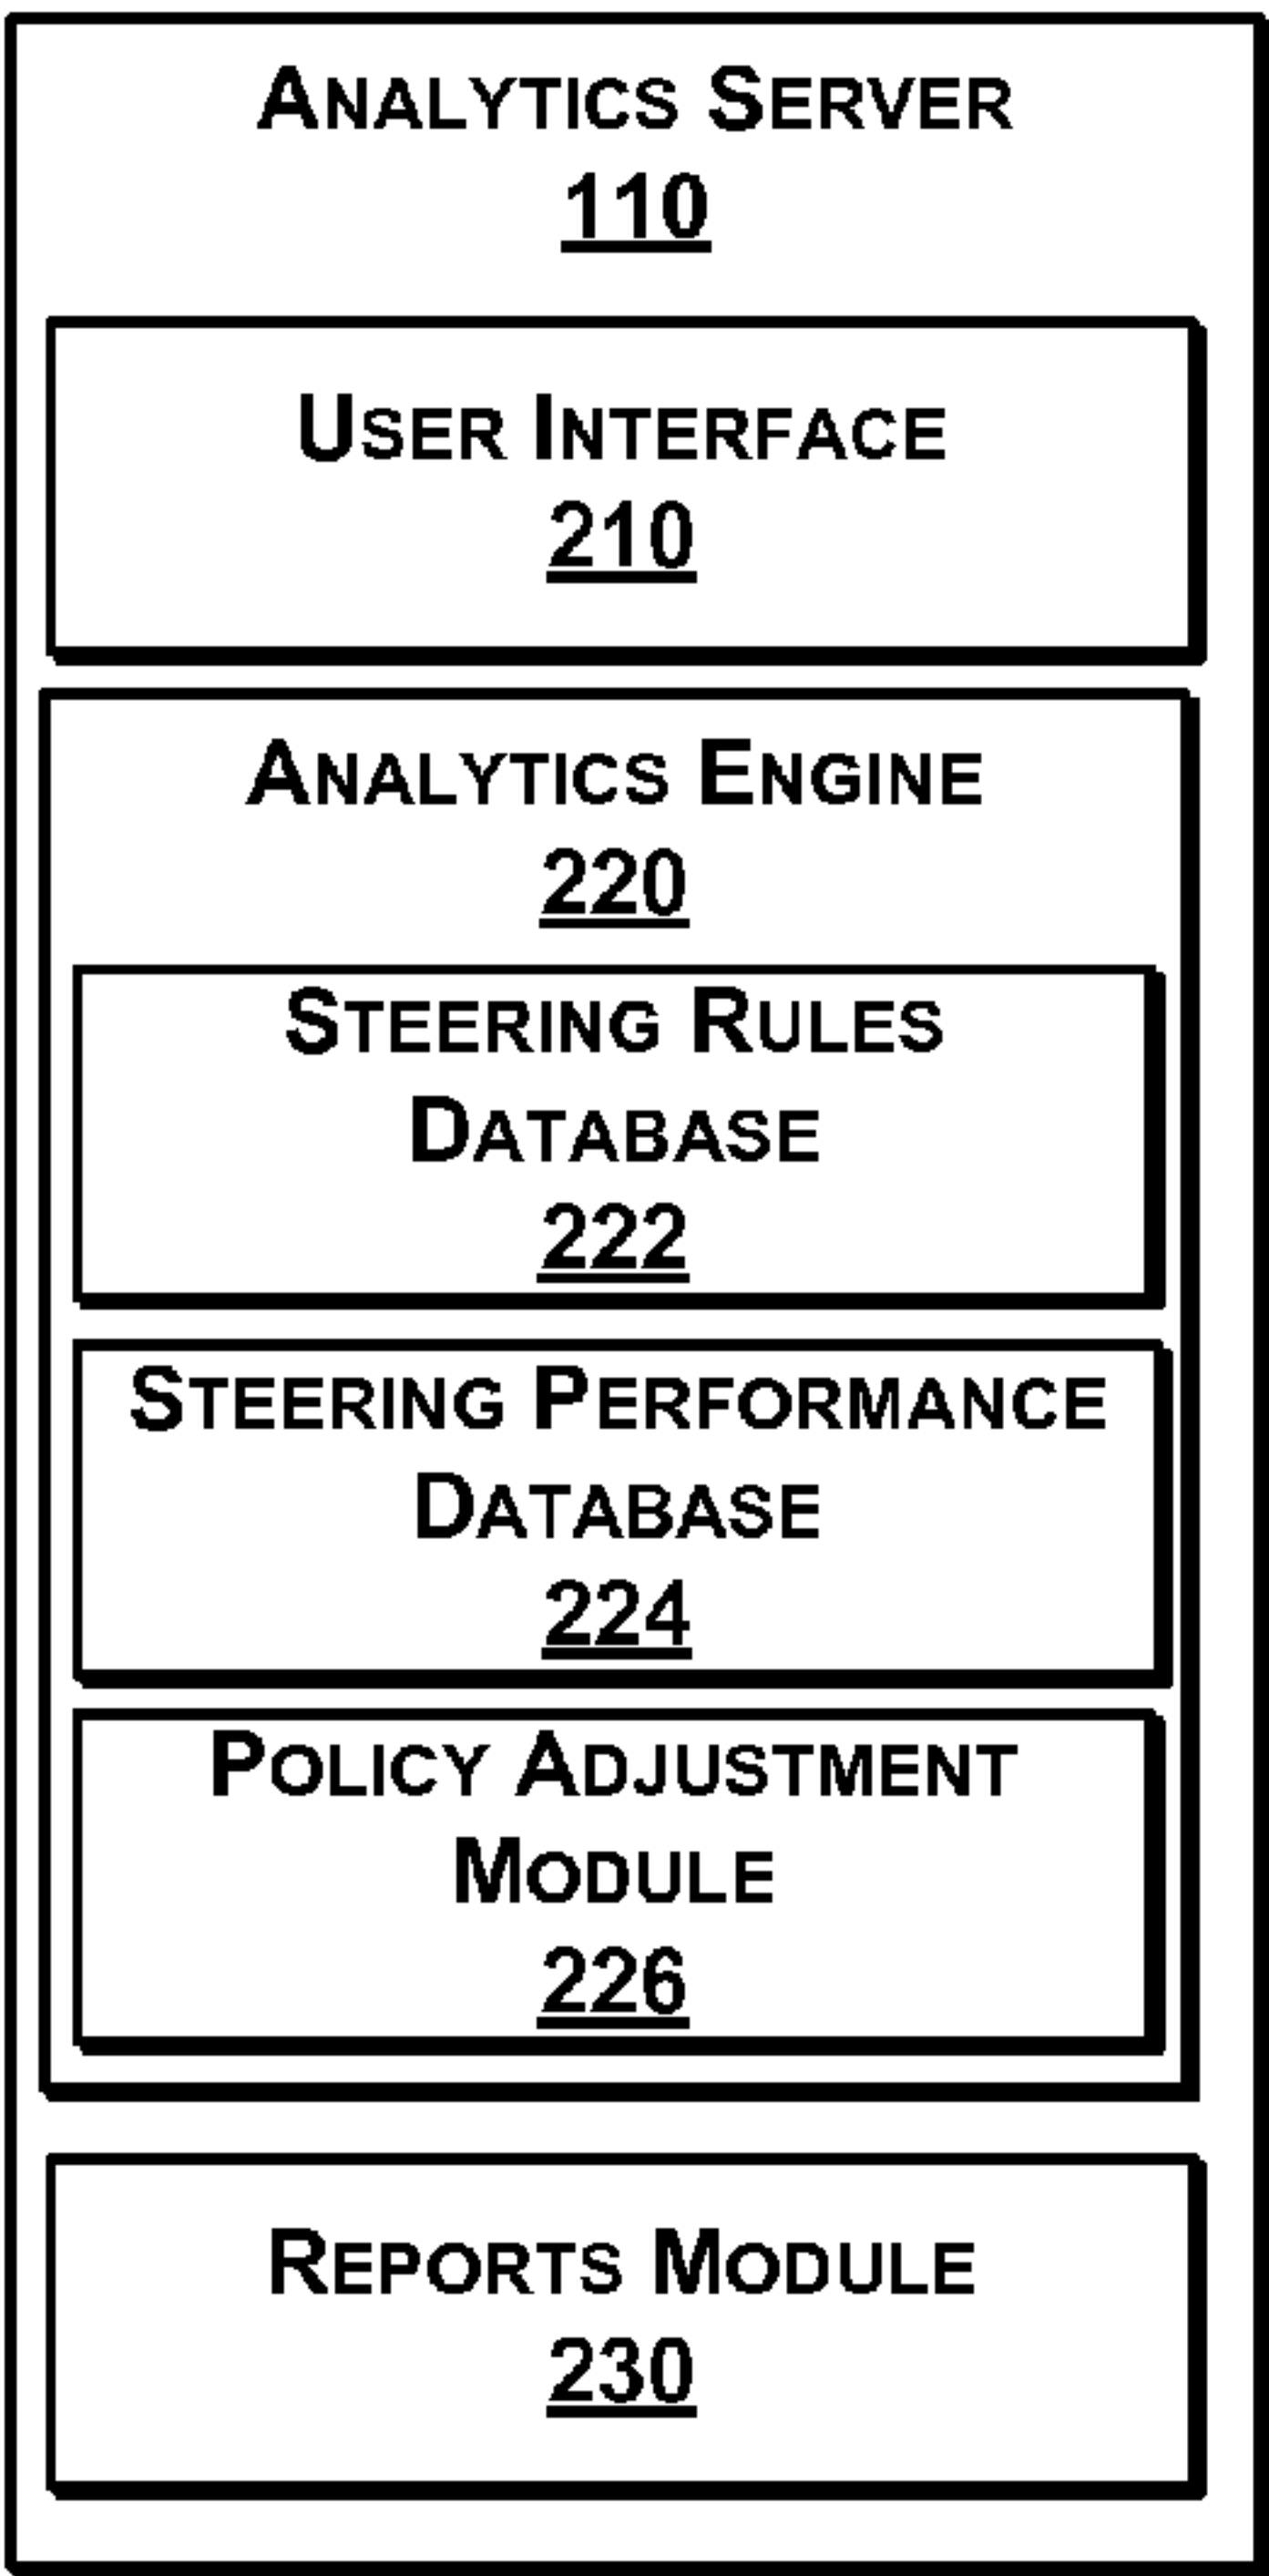 ANALYTICS SERVER
110
USER INTERFACE
210
ANALYTICS ENGINE
220
STEERING RULES
DATABASE
222
STEERING PERFORMANCE
DATABASE
224
POLICY ADJUSTMENT
MODULE
226
REPORTS MODULE
230